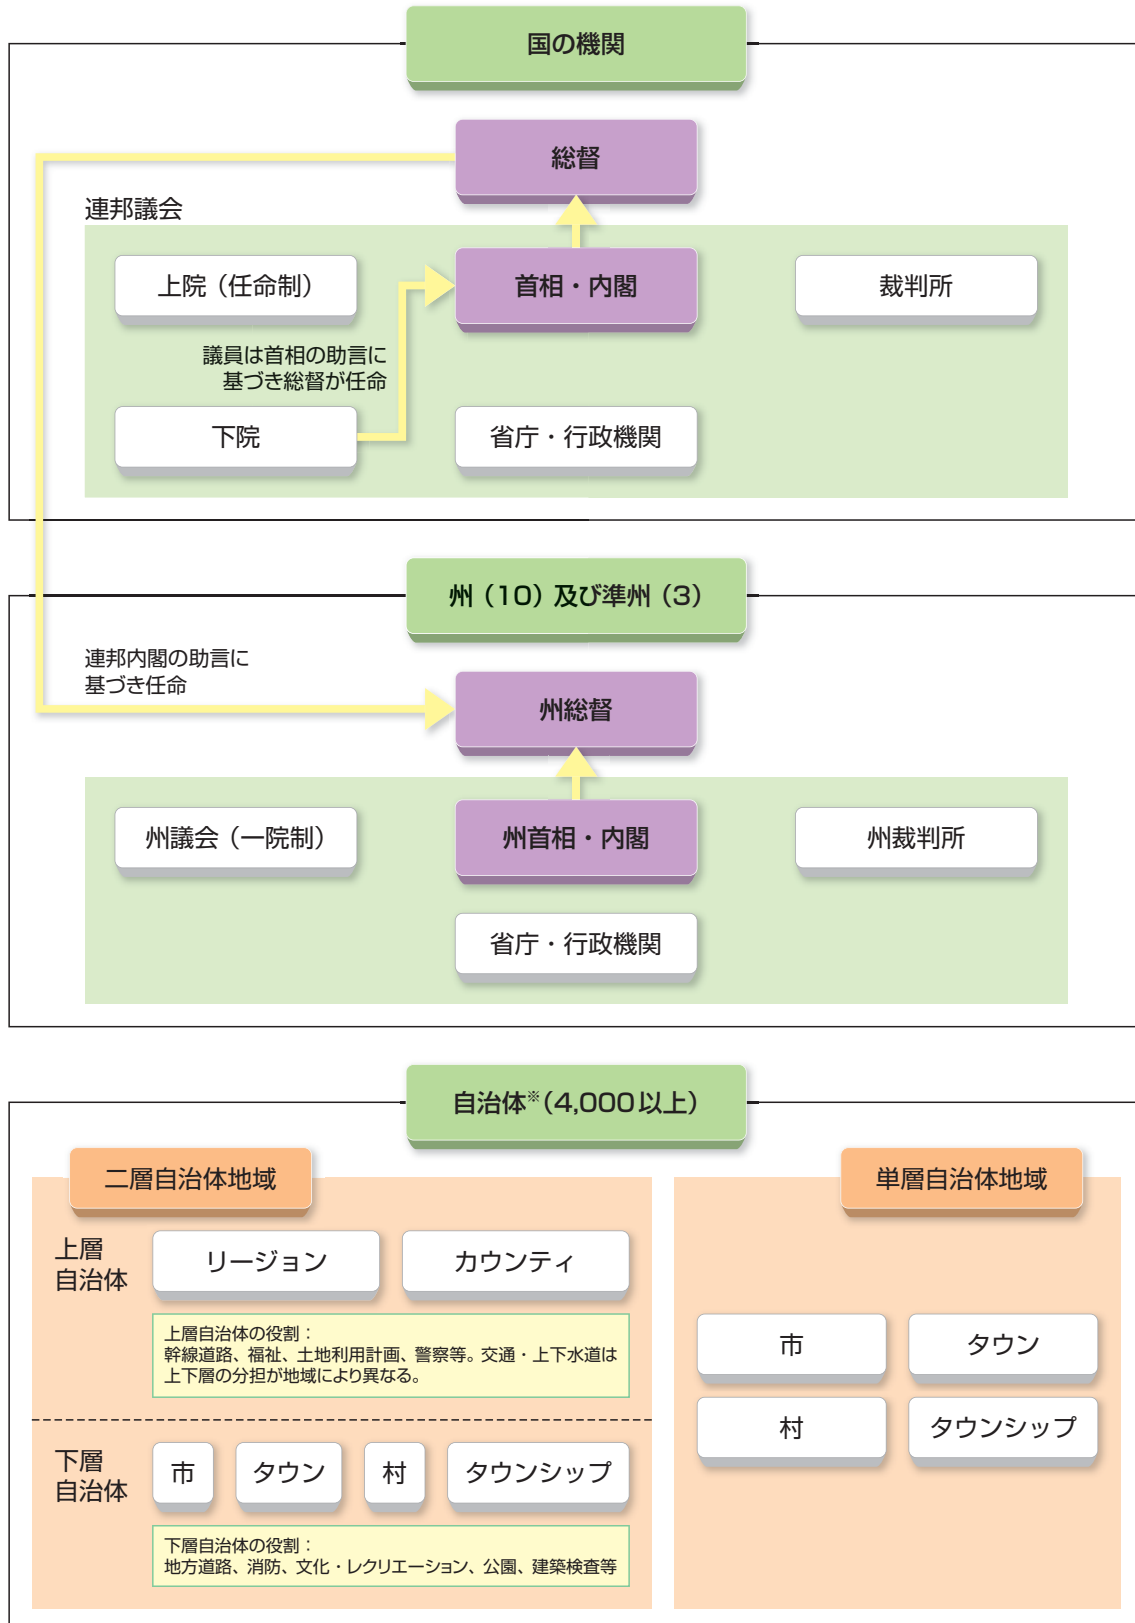 国の機関
総督
連邦議会
上院（任命制）
首相・内閣
裁判所
議員は首相の助言に
基づき総督が任命
下院
省庁・行政機関
州（10）及び準州（3）
連邦内閣の助言に
基づき任命
州総督
州議会（一院制）
州首相・内閣
州裁判所
省庁・行政機関
自治体※（4,000以上）
二層自治体地域
上層
自治体
リージョン
カウンティ
上層自治体の役割：
幹線道路、福祉、土地利用計画、警察等。交通・上下水道は
上下層の分担が地域により異なる。
下層
自治体
市
タウン
村
タウンシップ
下層自治体の役割：
地方道路、消防、文化・レクリエーション、公園、建築検査等
単層自治体地域
市
タウン
村
タウンシップ